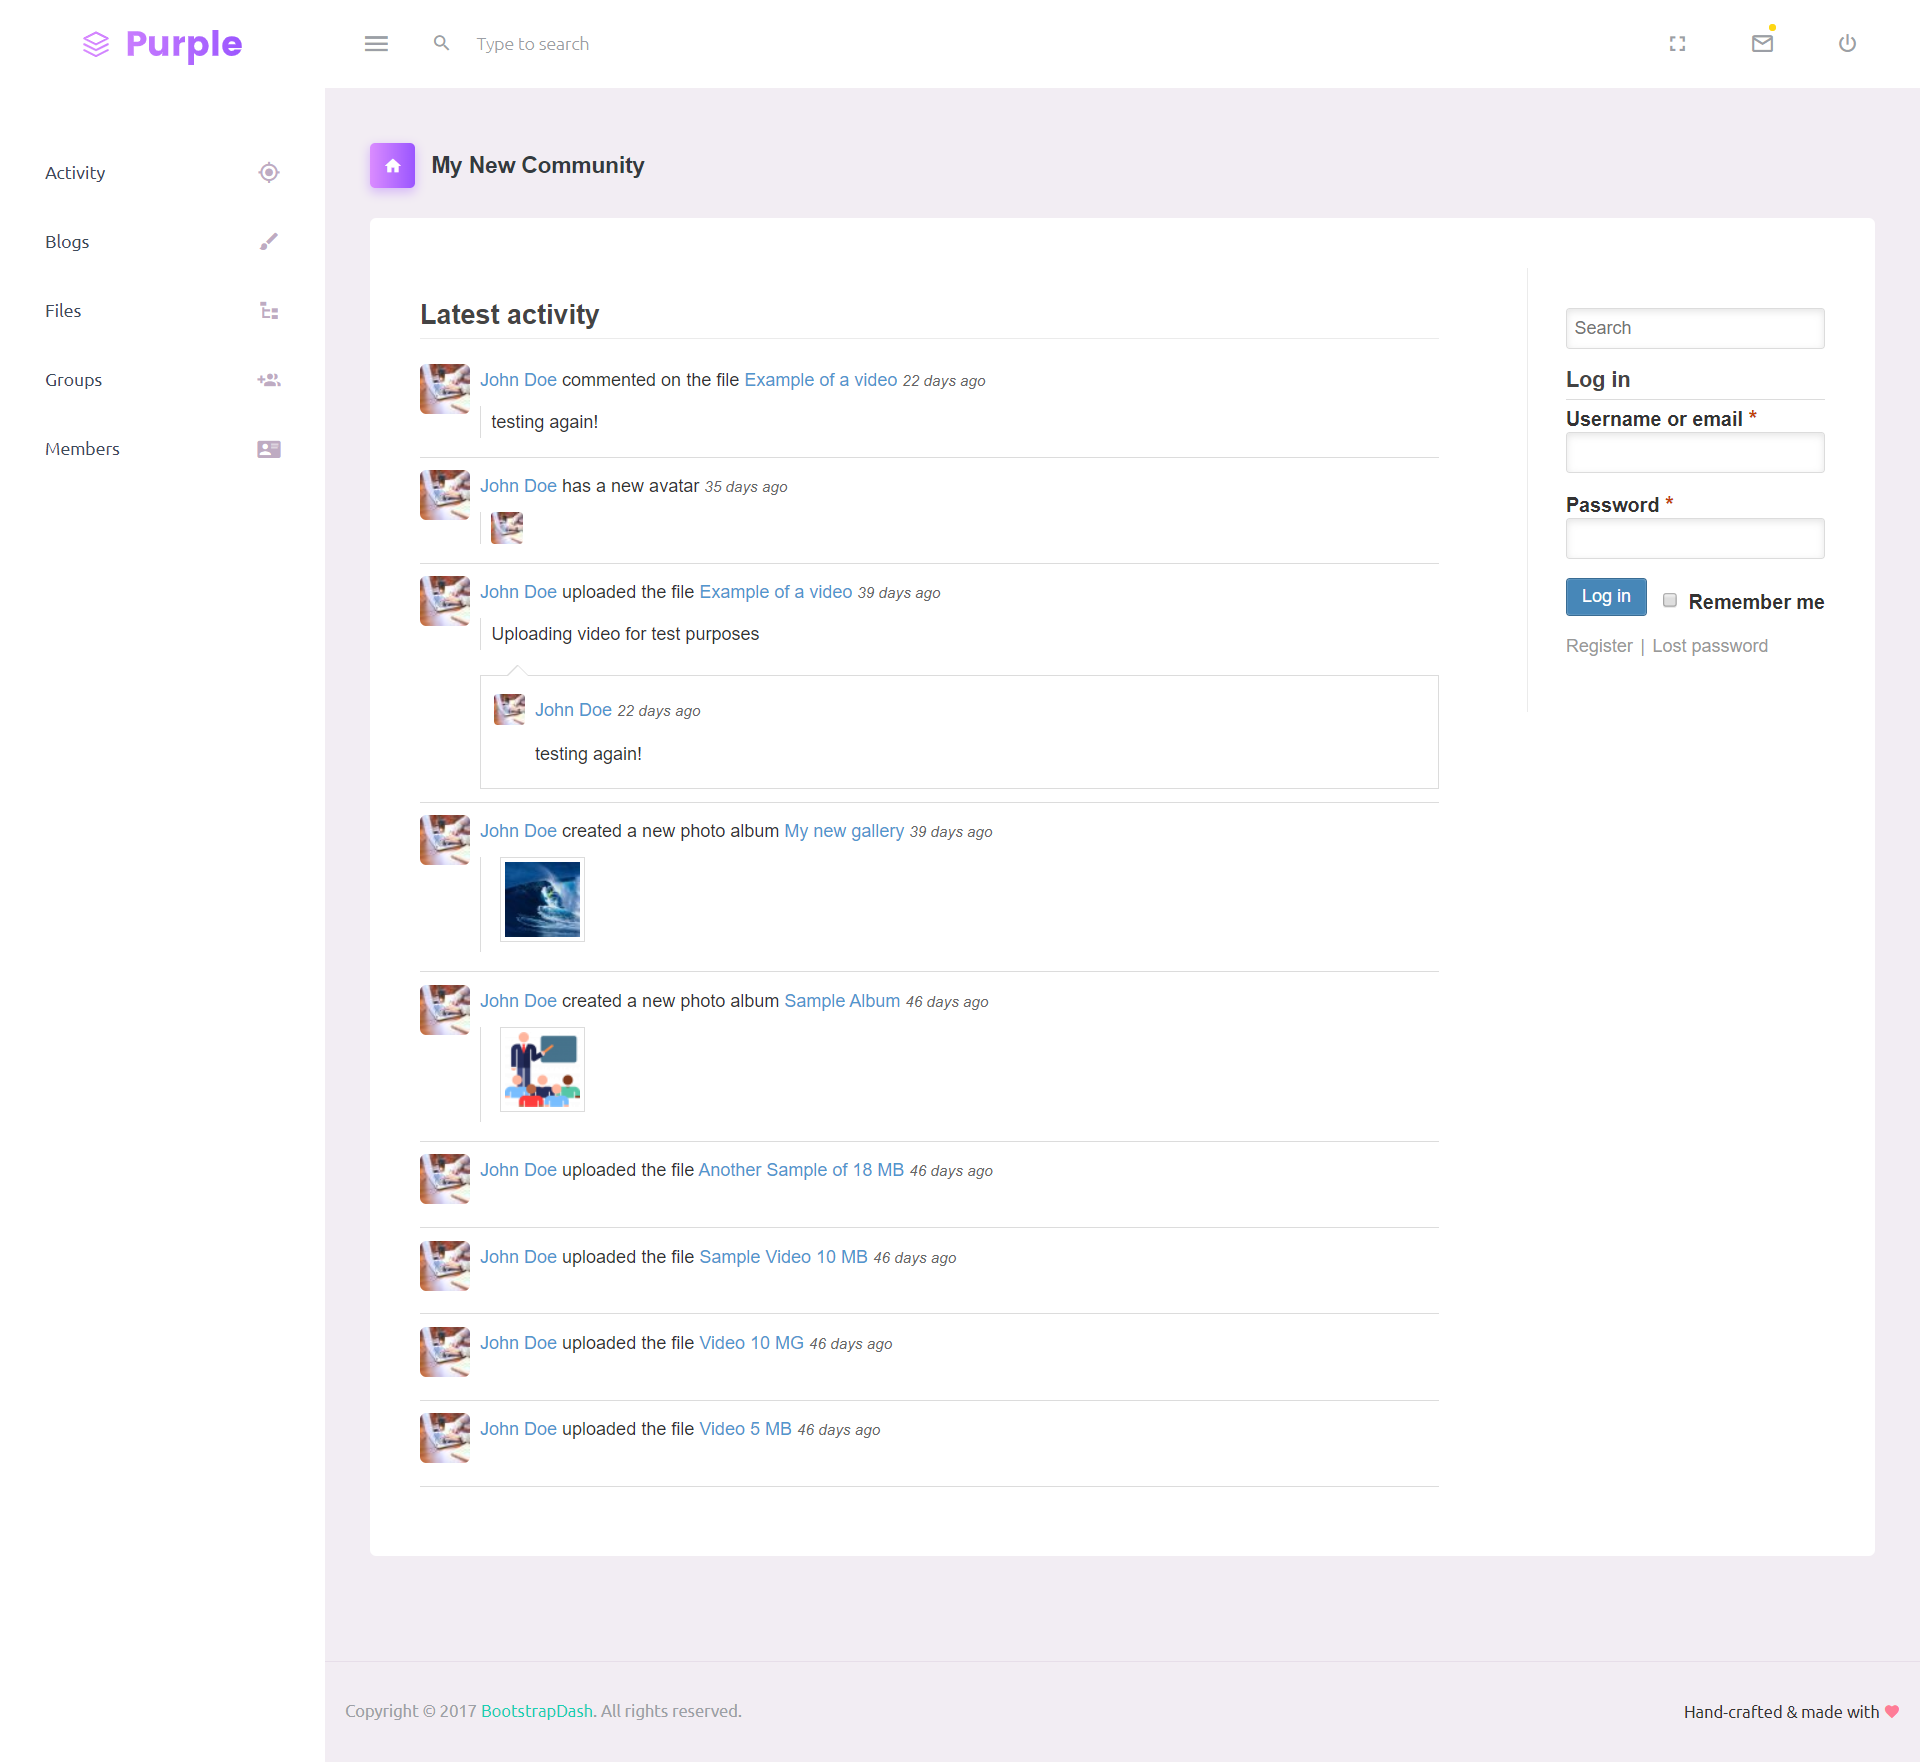 Purple
Type to search
Activity
Blogs
Files
Groups
Members
My New Community
Latest activity
John Doe commented on the file Example of a video 22 days ago
testing again!
John Doe has a new avatar 35 days ago
John Doe uploaded the file Example of a video 39 days ago
Uploading video for test purposes
John Doe 22 days ago
testing again!
John Doe created a new photo album My new gallery 39 days ago
John Doe created a new photo album Sample Album 46 days ago
John Doe uploaded the file Another Sample of 18 MB 46 days ago
John Doe uploaded the file Sample Video 10 MB 46 days ago
John Doe uploaded the file Video 10 MG 46 days ago
John Doe uploaded the file Video 5 MB 46 days ago
Search
Log in
Username or email *
Password *
Log in Remember me
Register | Lost password
Copyright © 2017 BootstrapDash. All rights reserved.
Hand-crafted & made with